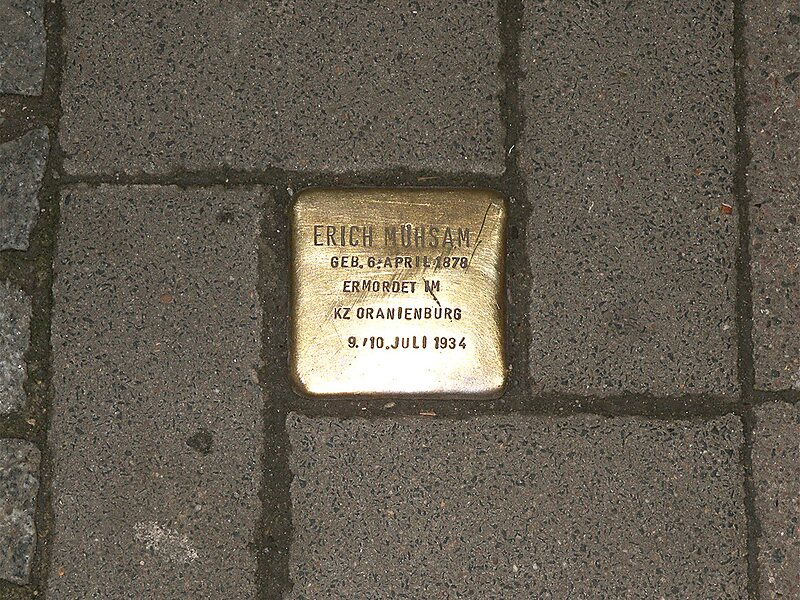 ERICH MÜHSAM
GEB. 6. APRIL 1878
ERMORDET IM
KZ ORANIENBURG
9./10. JULI 1934